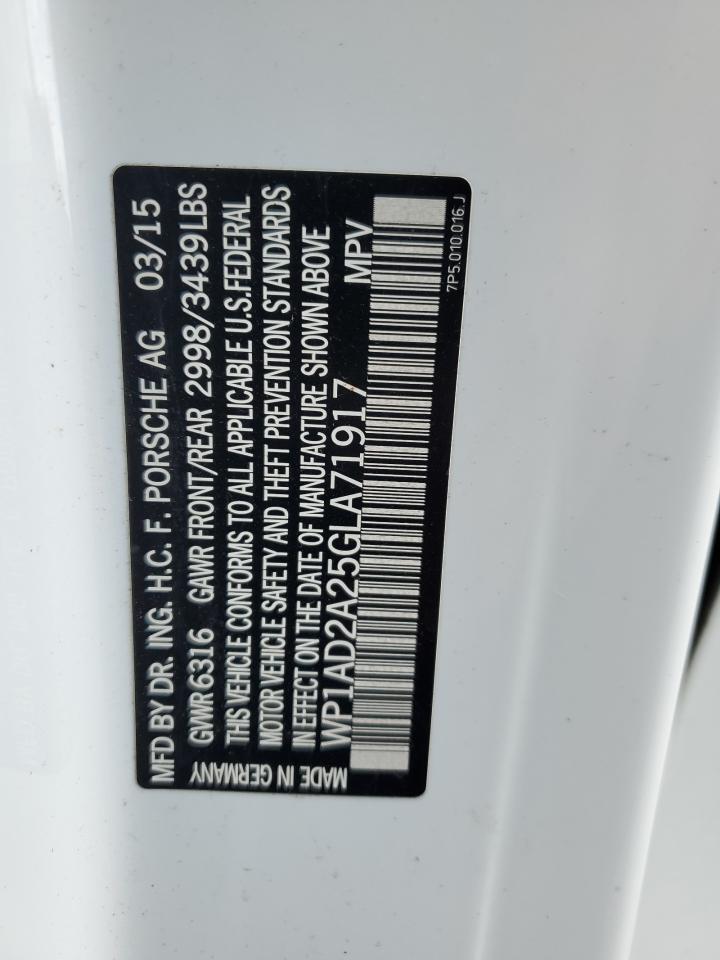 MFD BY DR. ING. H.C. F. PORSCHE AG 03/15
GVWR 6316 GAWR FRONT/REAR 2998/3439 LBS
THIS VEHICLE CONFORMS TO ALL APPLICABLE U.S. FEDERAL
MOTOR VEHICLE SAFETY AND THEFT PREVENTION STANDARDS
IN EFFECT ON THE DATE OF MANUFACTURE SHOWN ABOVE
WP1AD2A25GLA71917 MPV
MADE IN GERMANY
7P5.010.016.J